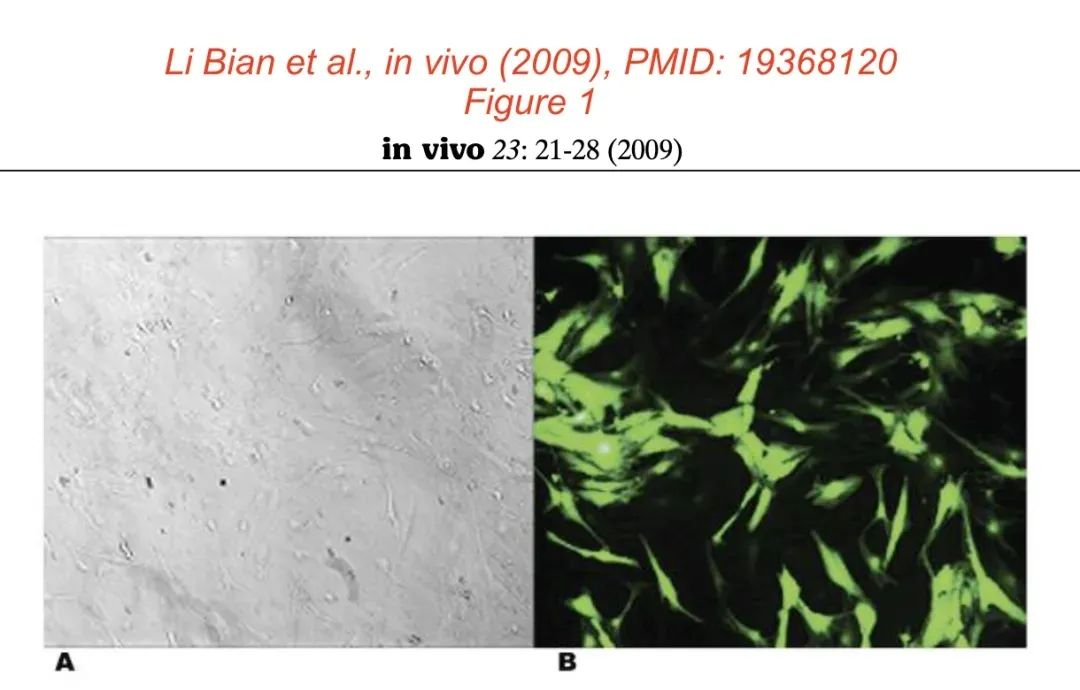 Li Bian et al., in vivo (2009), PMID: 19368120
Figure 1
in vivo 23: 21-28 (2009)
A
B